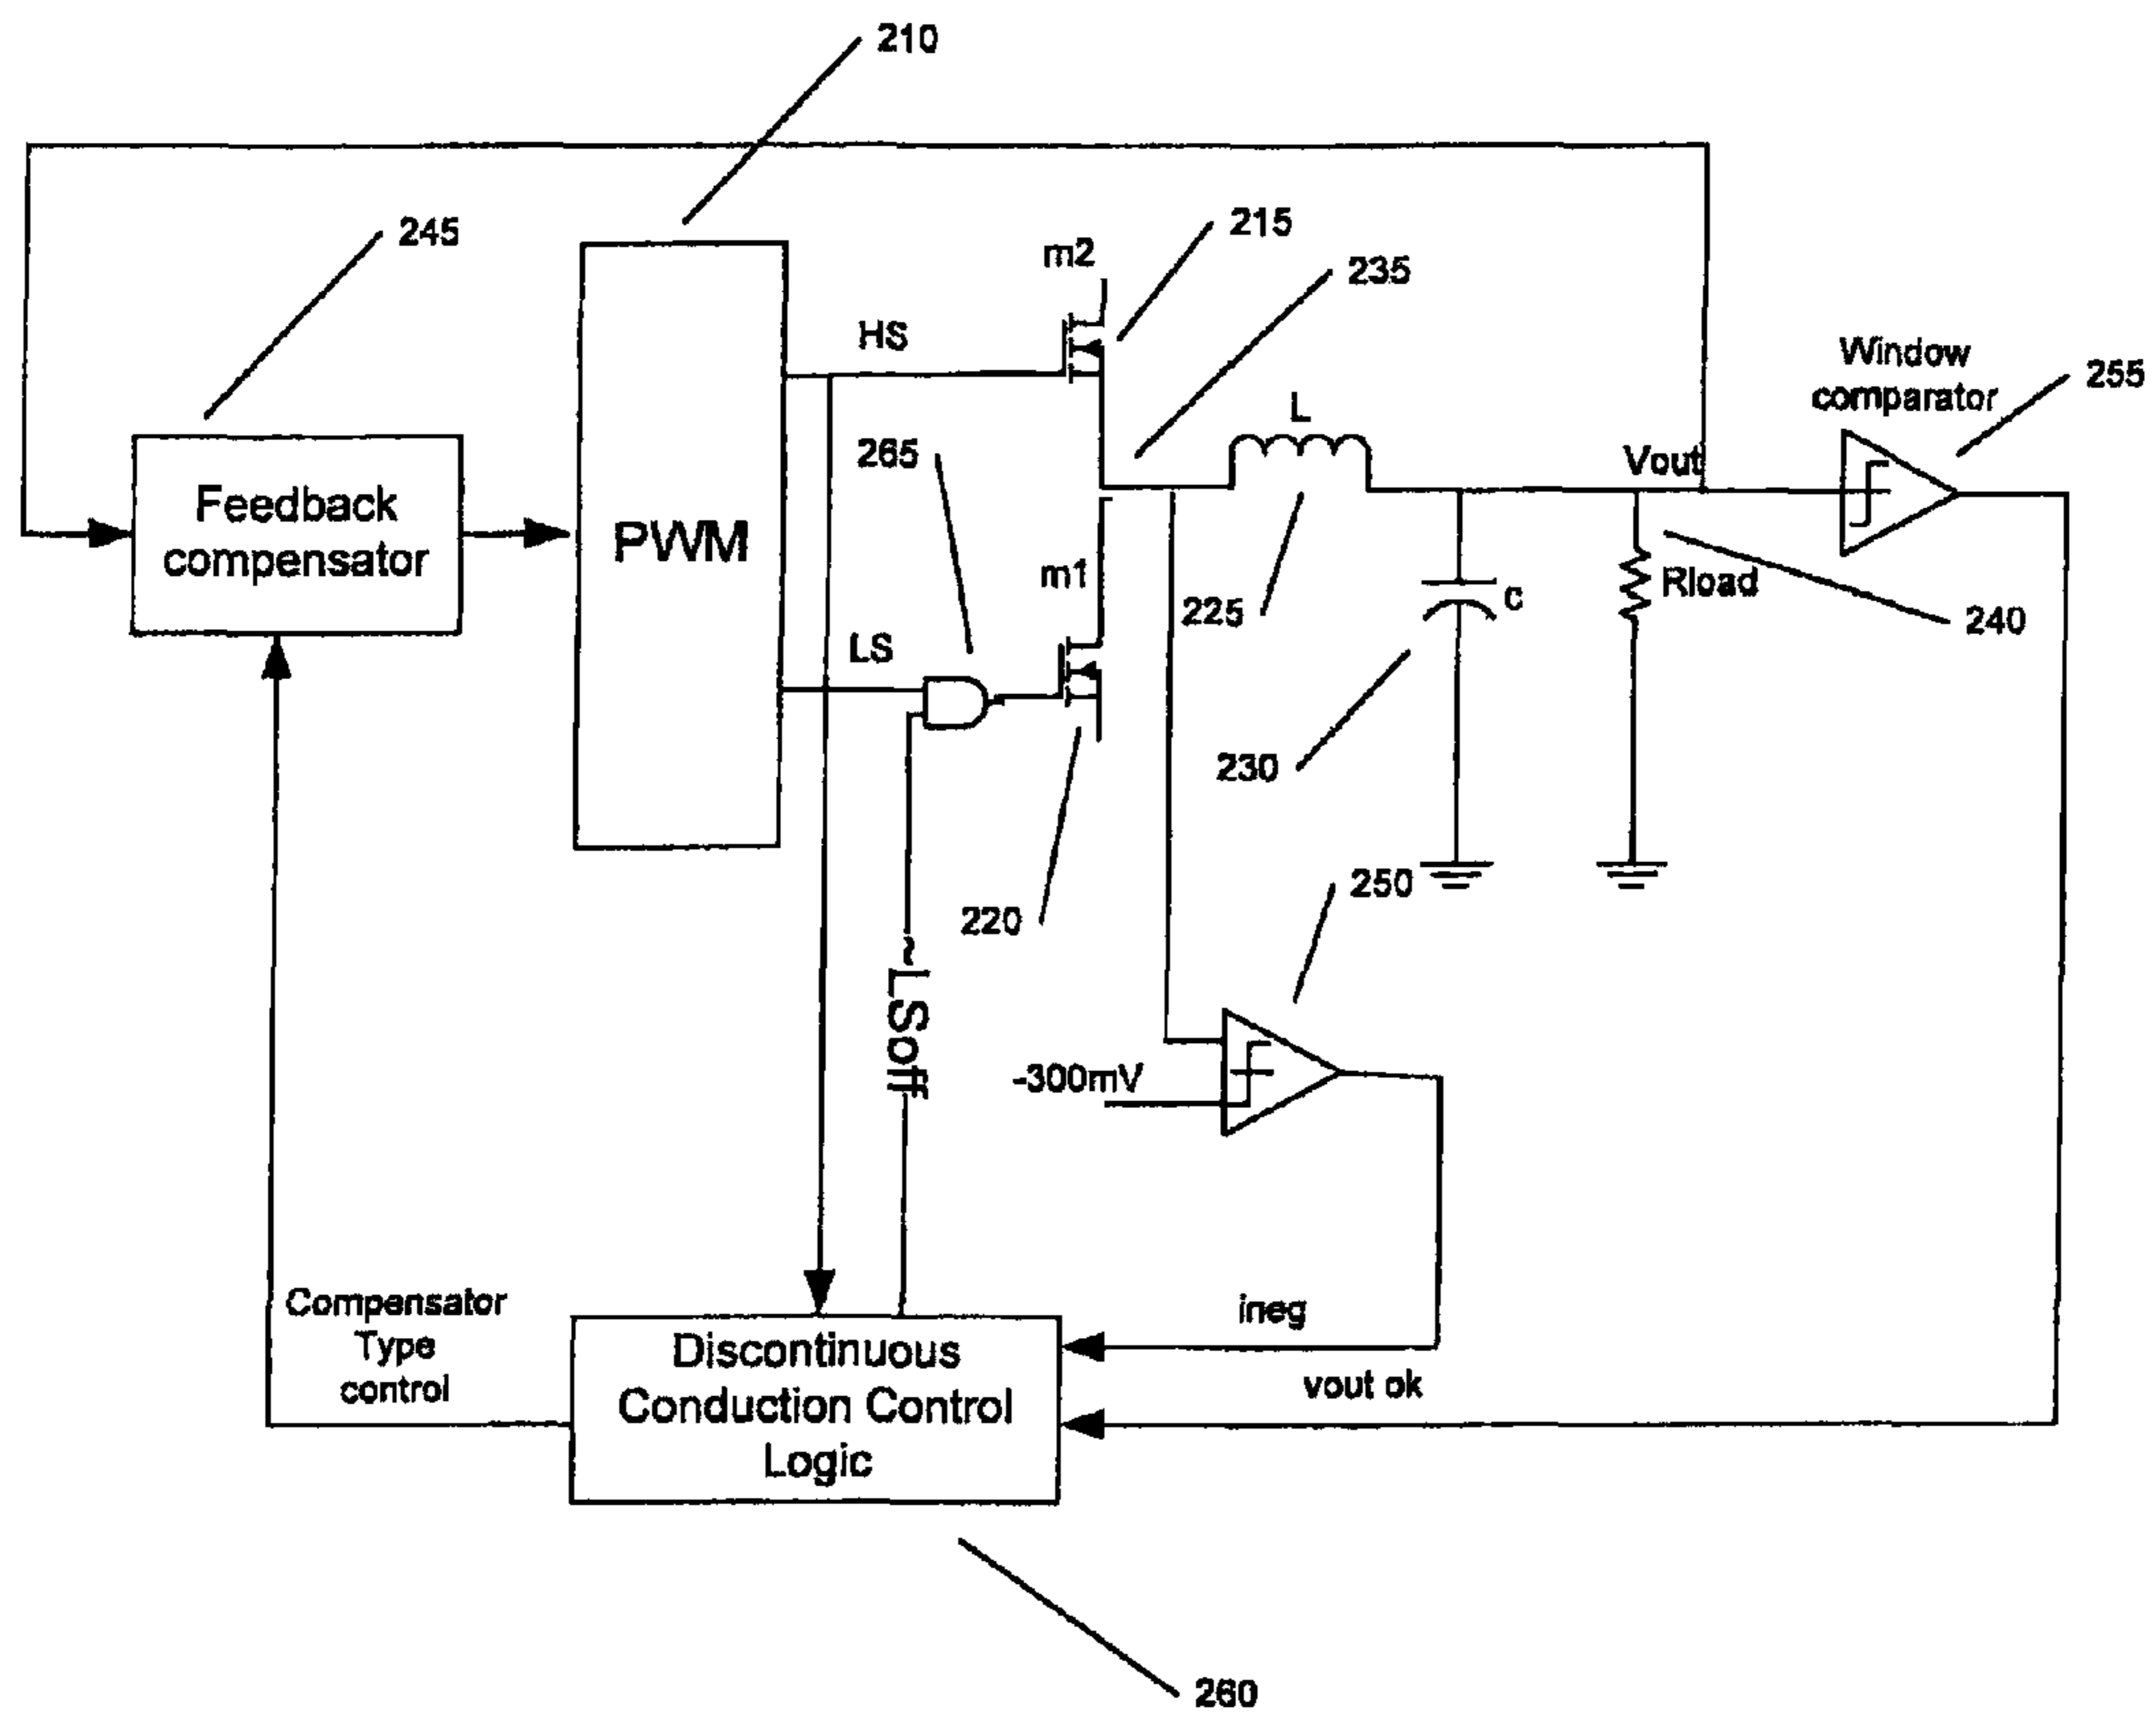 210
245
215
m2
235
HS
Window
comparator
255
L
265
Vout
Feedback
compensator
PWM
m1
Rload
C
225
240
LS
230
250
220
~LSoff
-300mV
Compensator
Type
control
ineg
Discontinuous
Conduction Control
Logic
vout ok
260